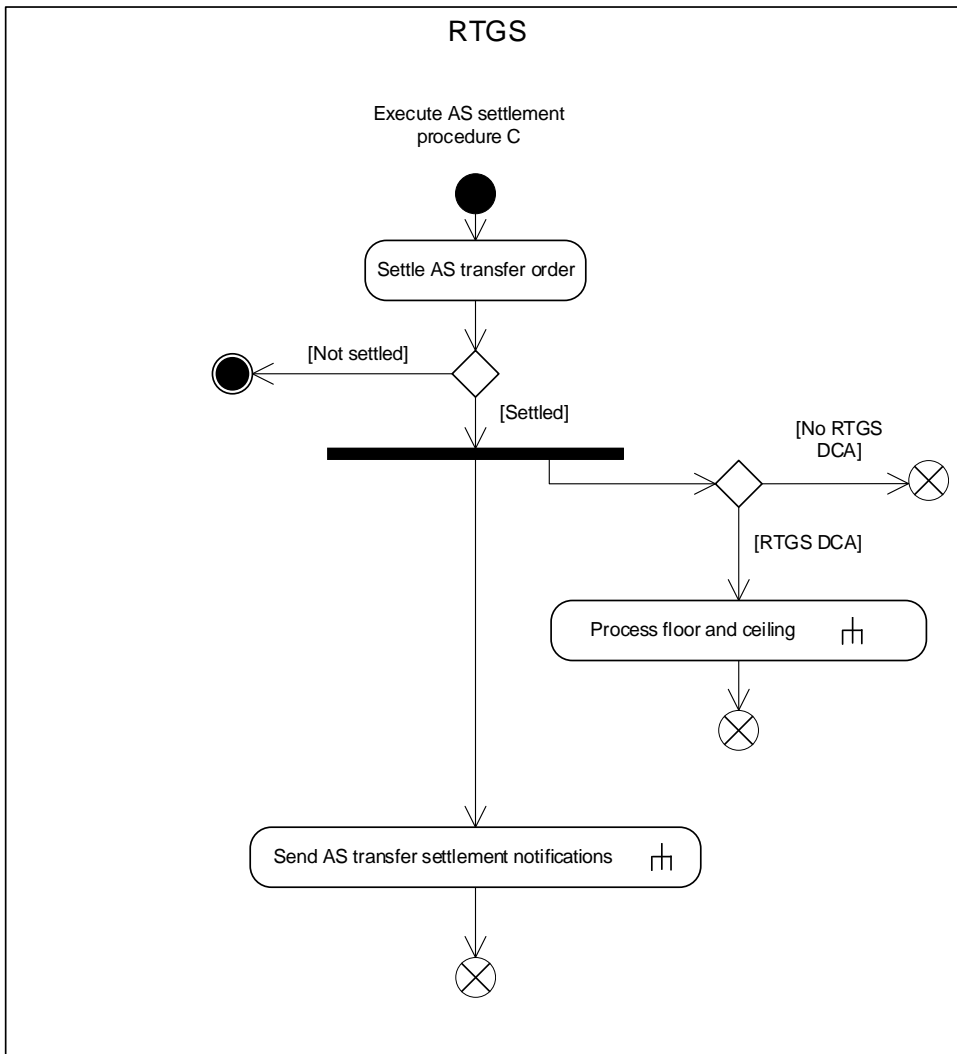 RTGS
Execute AS settlement
procedure C
Settle AS transfer order
[Not settled]
[Settled]
[No RTGS
DCA]
[RTGS DCA]
Process floor and ceiling
Send AS transfer settlement notifications